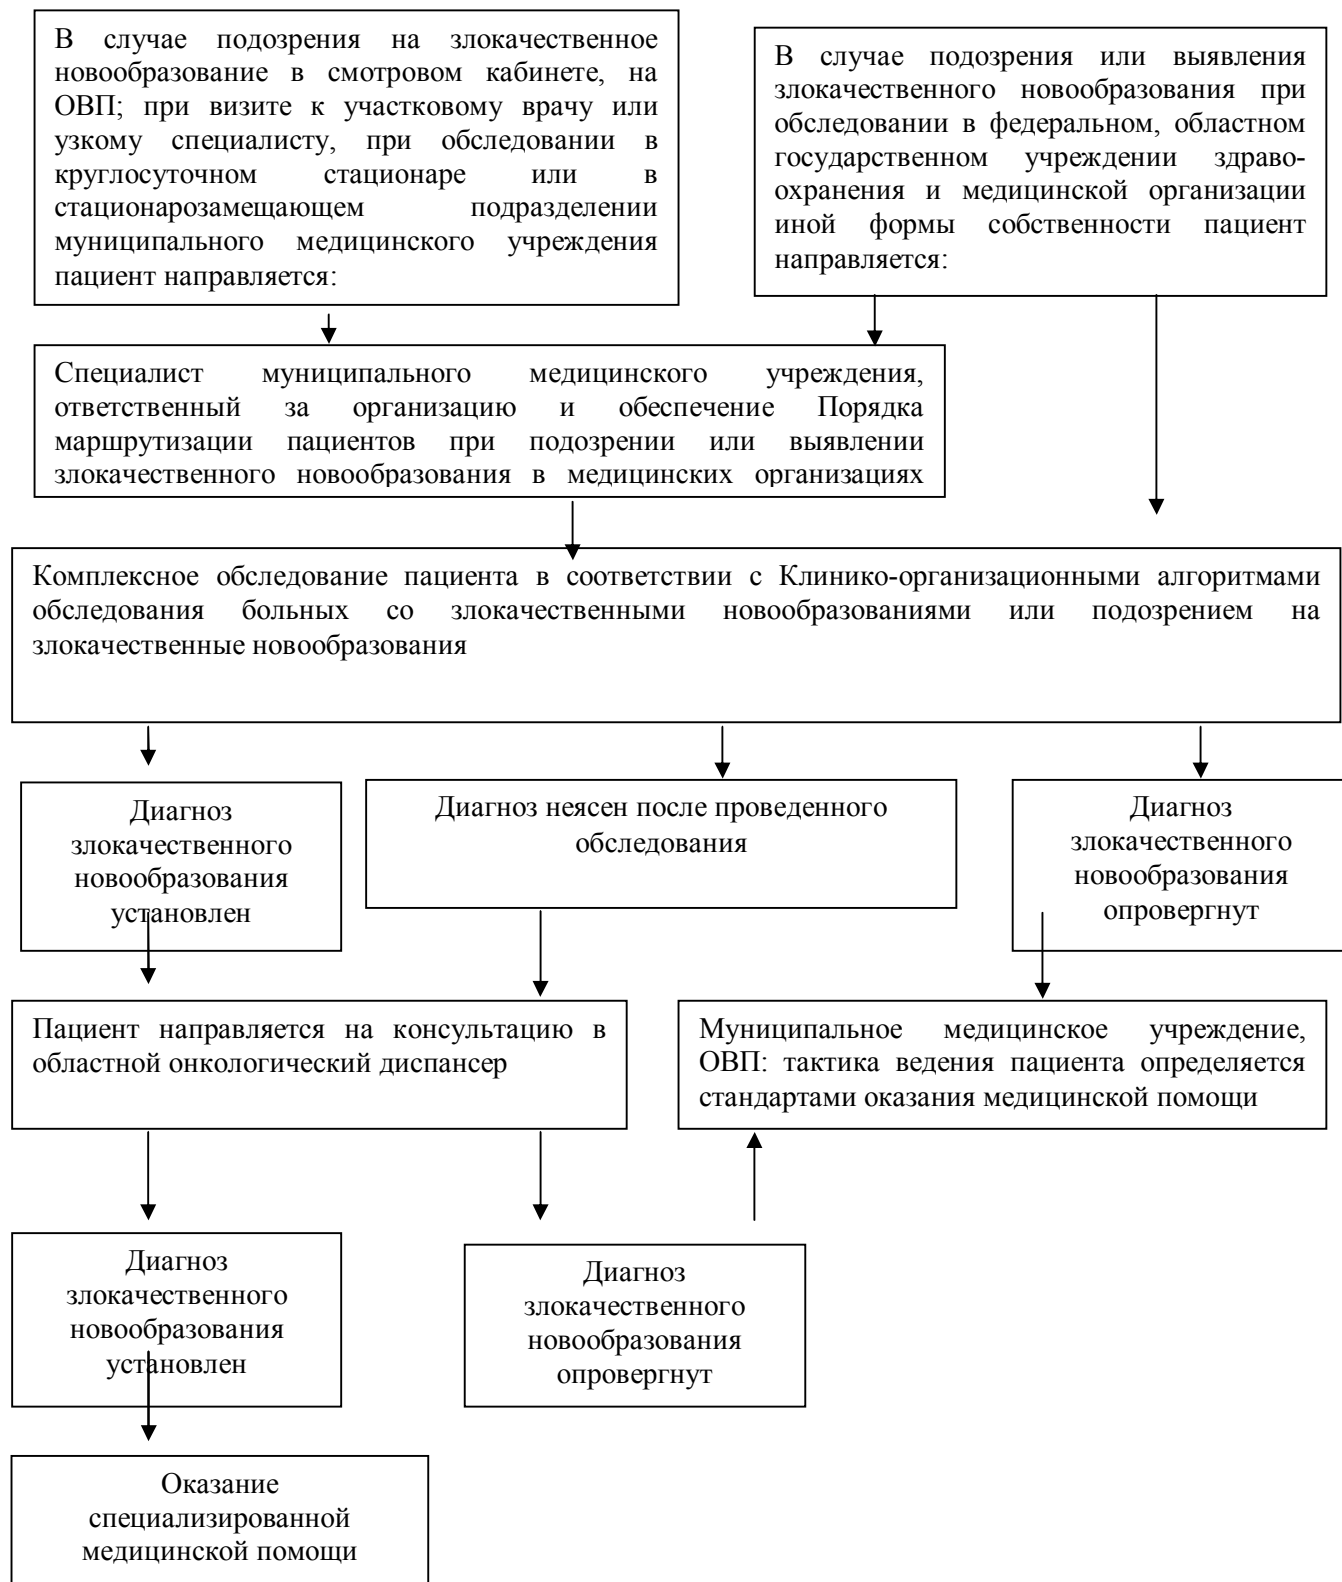 В случае подозрения на злокачественное
новообразование в смотровом кабинете, на
ОВП; при визите к участковому врачу или
узкому специалисту, при обследовании в
круглосуточном стационаре или в
стационарозамещающем подразделении
муниципального медицинского учреждения
пациент направляется:
В случае подозрения или выявления
злокачественного новообразования при
обследовании в федеральном, областном
государственном учреждении здраво-
охранения и медицинской организации
иной формы собственности пациент
направляется:
Специалист муниципального медицинского учреждения,
ответственный за организацию и обеспечение Порядка
маршрутизации пациентов при подозрении или выявлении
злокачественного новообразования в медицинских организациях
Комплексное обследование пациента в соответствии с Клинико-организационными алгоритмами
обследования больных со злокачественными новообразованиями или подозрением на
злокачественные новообразования
Диагноз
злокачественного
новообразования
установлен
Диагноз неясен после проведенного
обследования
Диагноз
злокачественного
новообразования
опровергнут
Пациент направляется на консультацию в
областной онкологический диспансер
Муниципальное медицинское учреждение,
ОВП: тактика ведения пациента определяется
стандартами оказания медицинской помощи
Диагноз
злокачественного
новообразования
установлен
Диагноз
злокачественного
новообразования
опровергнут
Оказание
специализированной
медицинской помощи